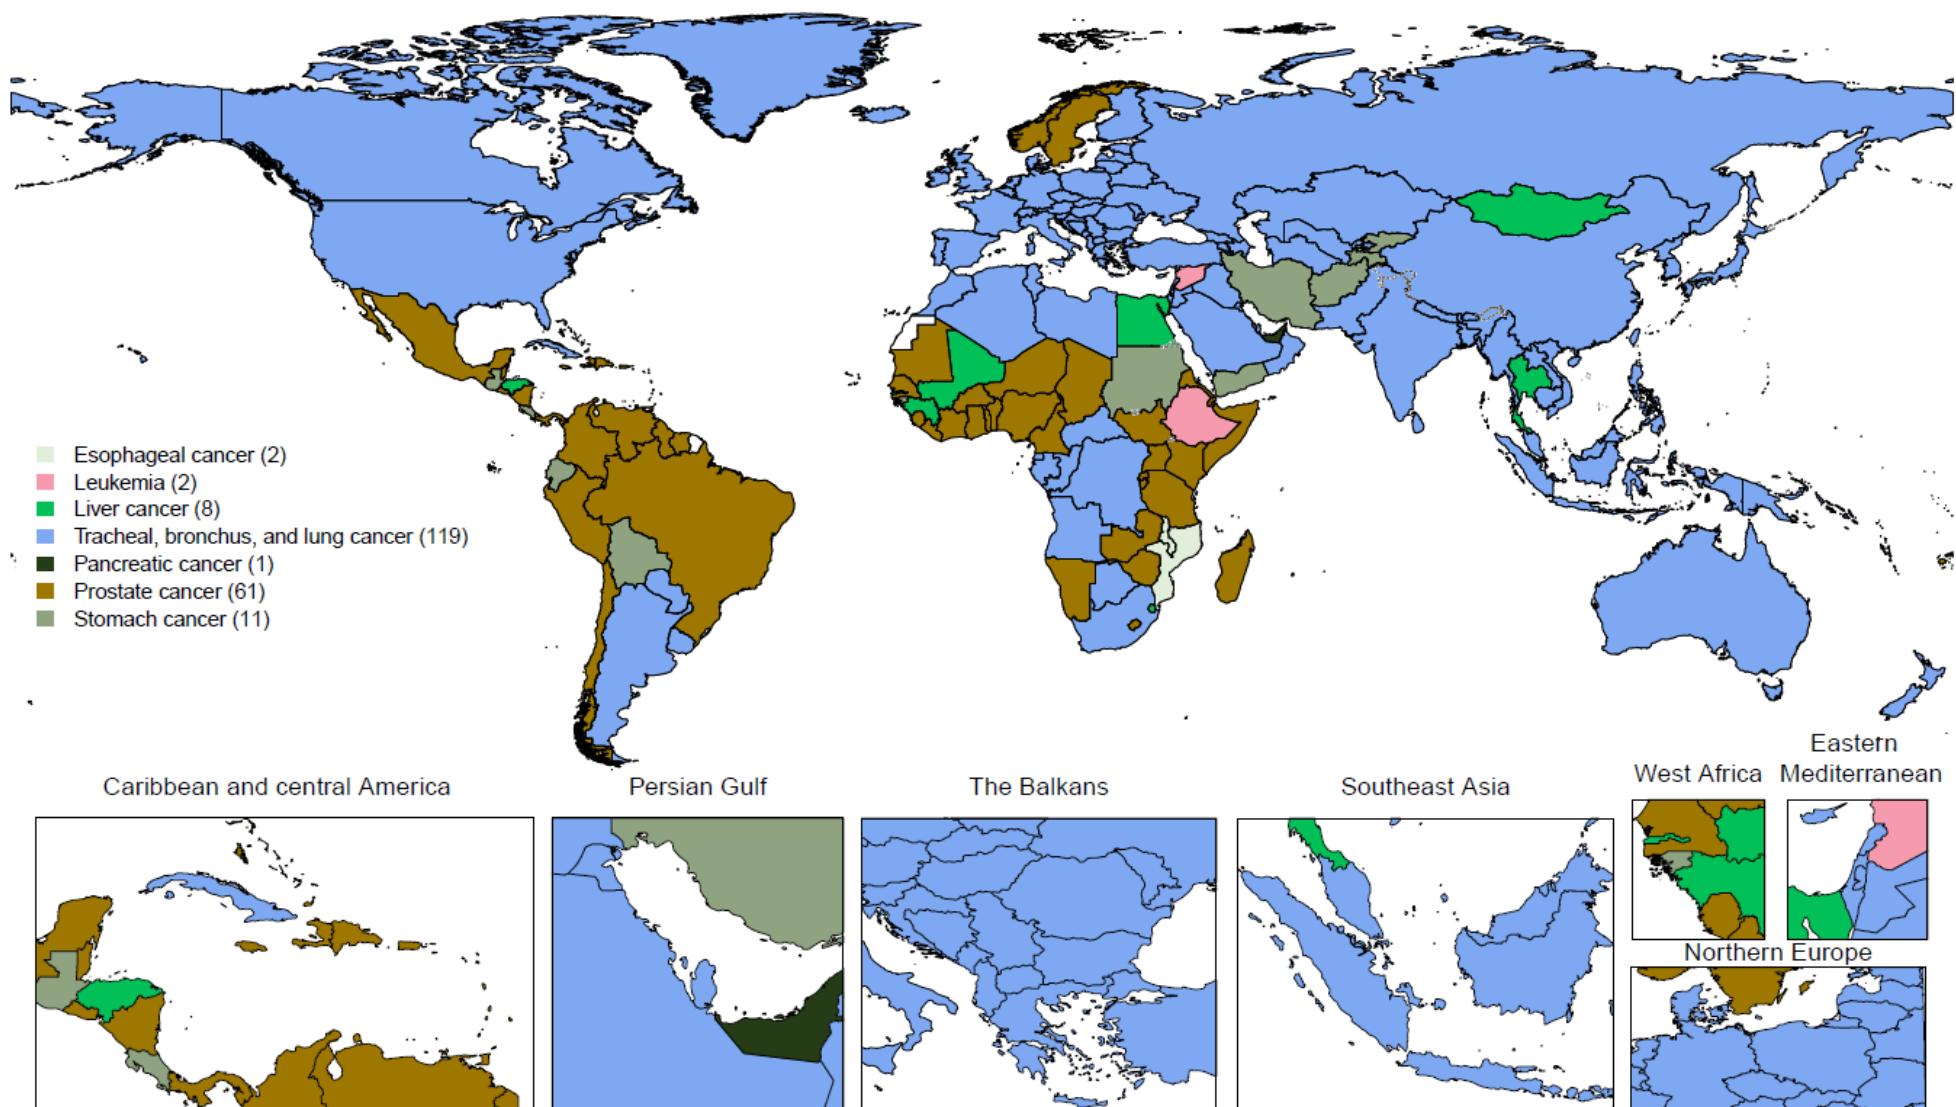 Esophageal cancer (2)
Leukemia (2)
Liver cancer (8)
Tracheal, bronchus, and lung cancer (119)
Pancreatic cancer (1)
Prostate cancer (61)
Stomach cancer (11)
Caribbean and central America
Persian Gulf
The Balkans
Southeast Asia
West Africa
Eastern
Mediterranean
Northern Europe